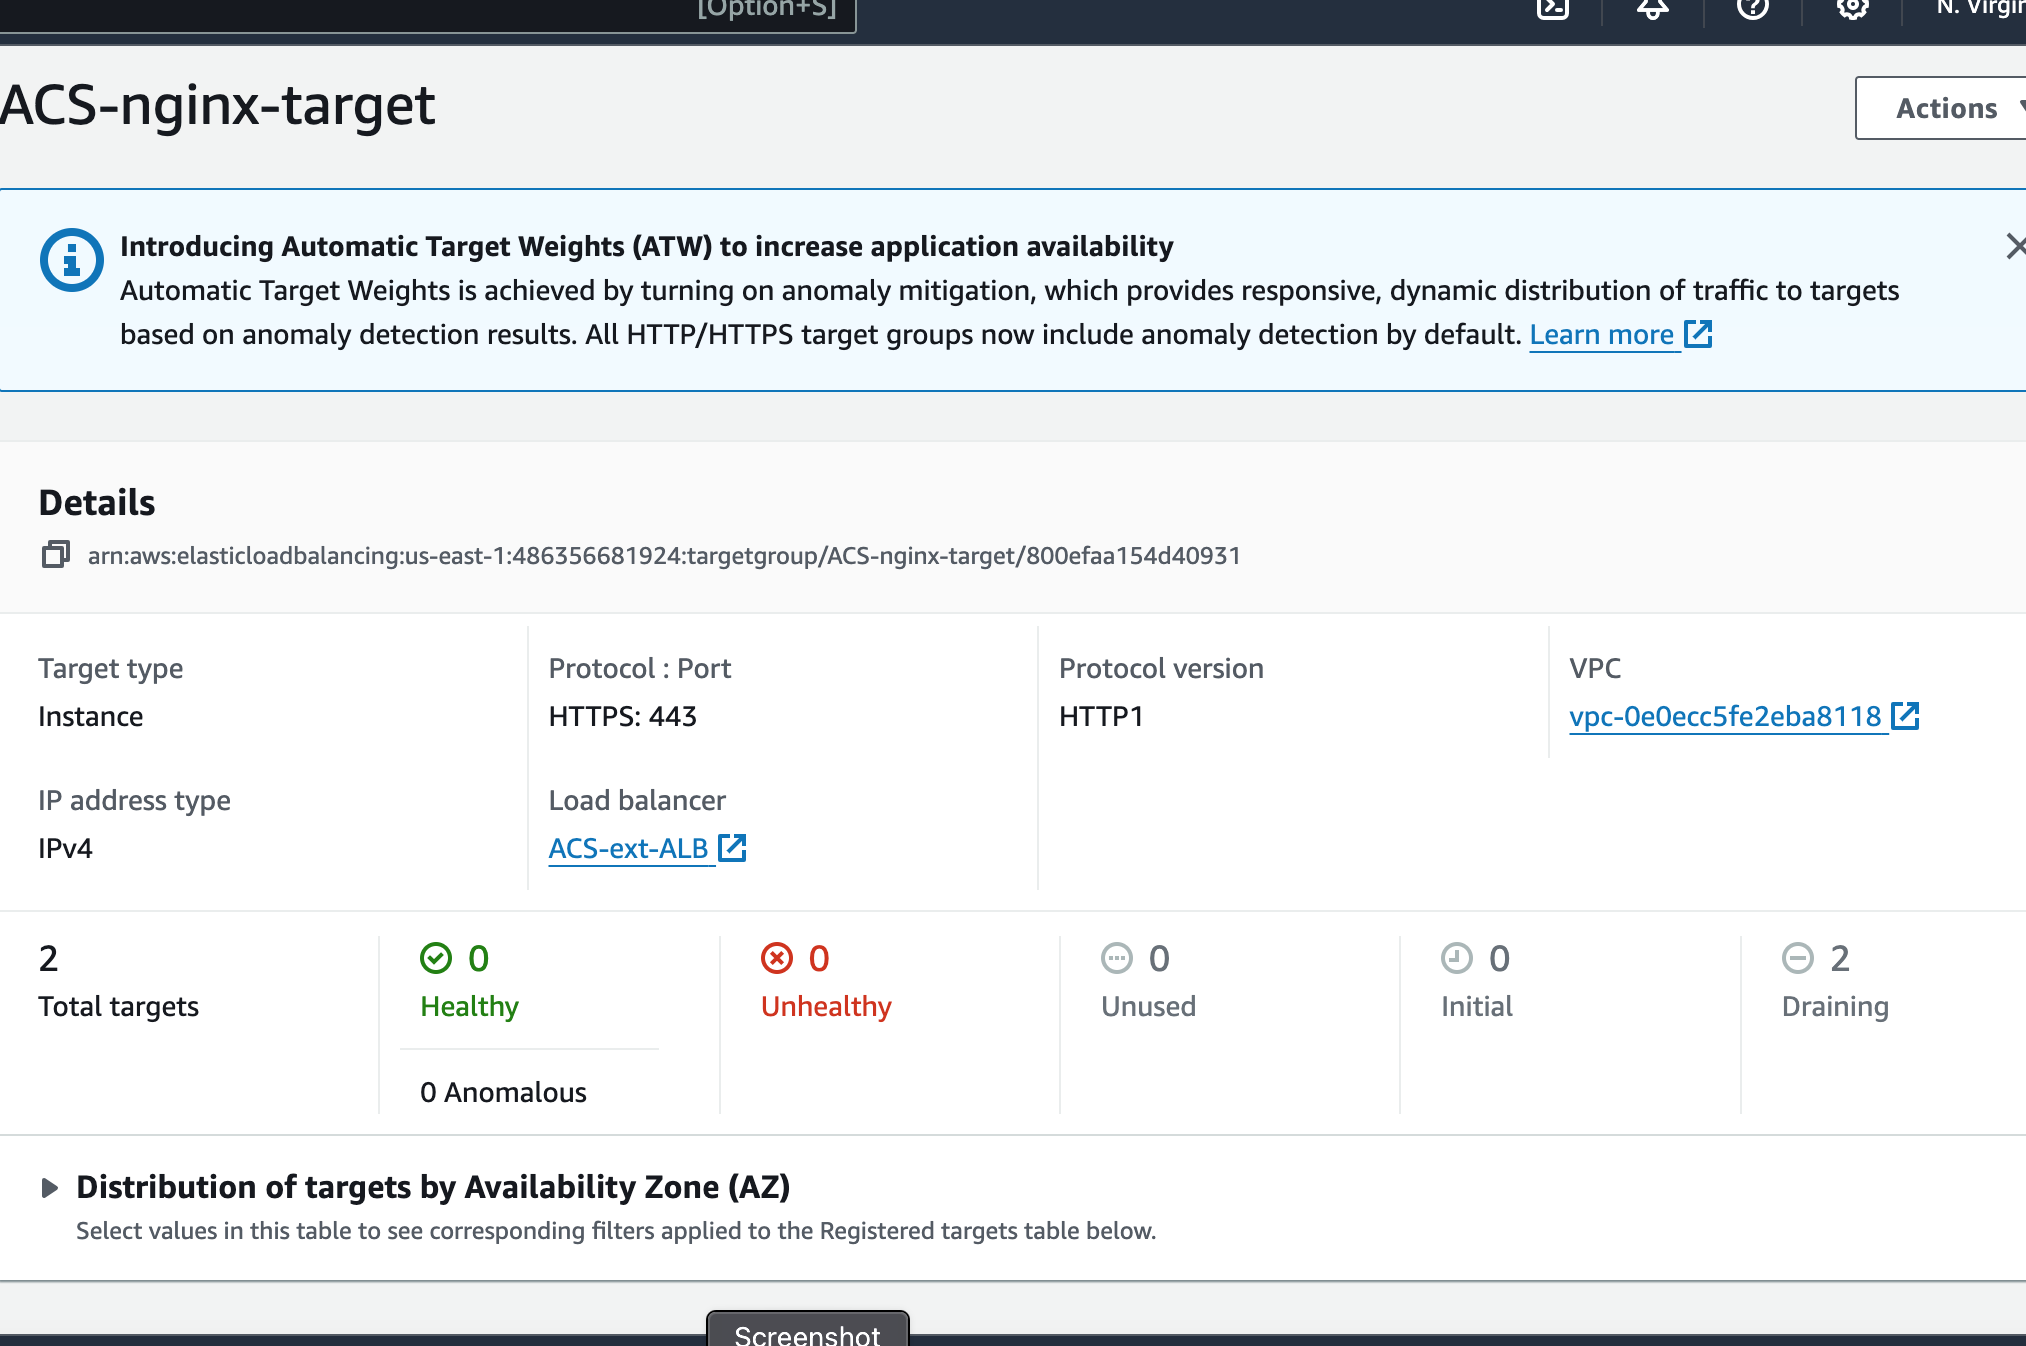 [Option+S]
ACS-nginx-target
Actions
Introducing Automatic Target Weights (ATW) to increase application availability
Automatic Target Weights is achieved by turning on anomaly mitigation, which provides responsive, dynamic distribution of traffic to targets
based on anomaly detection results. All HTTP/HTTPS target groups now include anomaly detection by default. Learn more
Details
arn:aws:elasticloadbalancing:us-east-1:486356681924:targetgroup/ACS-nginx-target/800efaa154d40931
Target type
Instance
Protocol : Port
HTTPS: 443
Protocol version
HTTP1
VPC
vpc-0e0ecc5fe2eba8118
IP address type
IPv4
Load balancer
ACS-ext-ALB
2
Total targets
0
Healthy
0 Anomalous
0
Unhealthy
0
Unused
0
Initial
2
Draining
Distribution of targets by Availability Zone (AZ)
Select values in this table to see corresponding filters applied to the Registered targets table below.
Screenshot